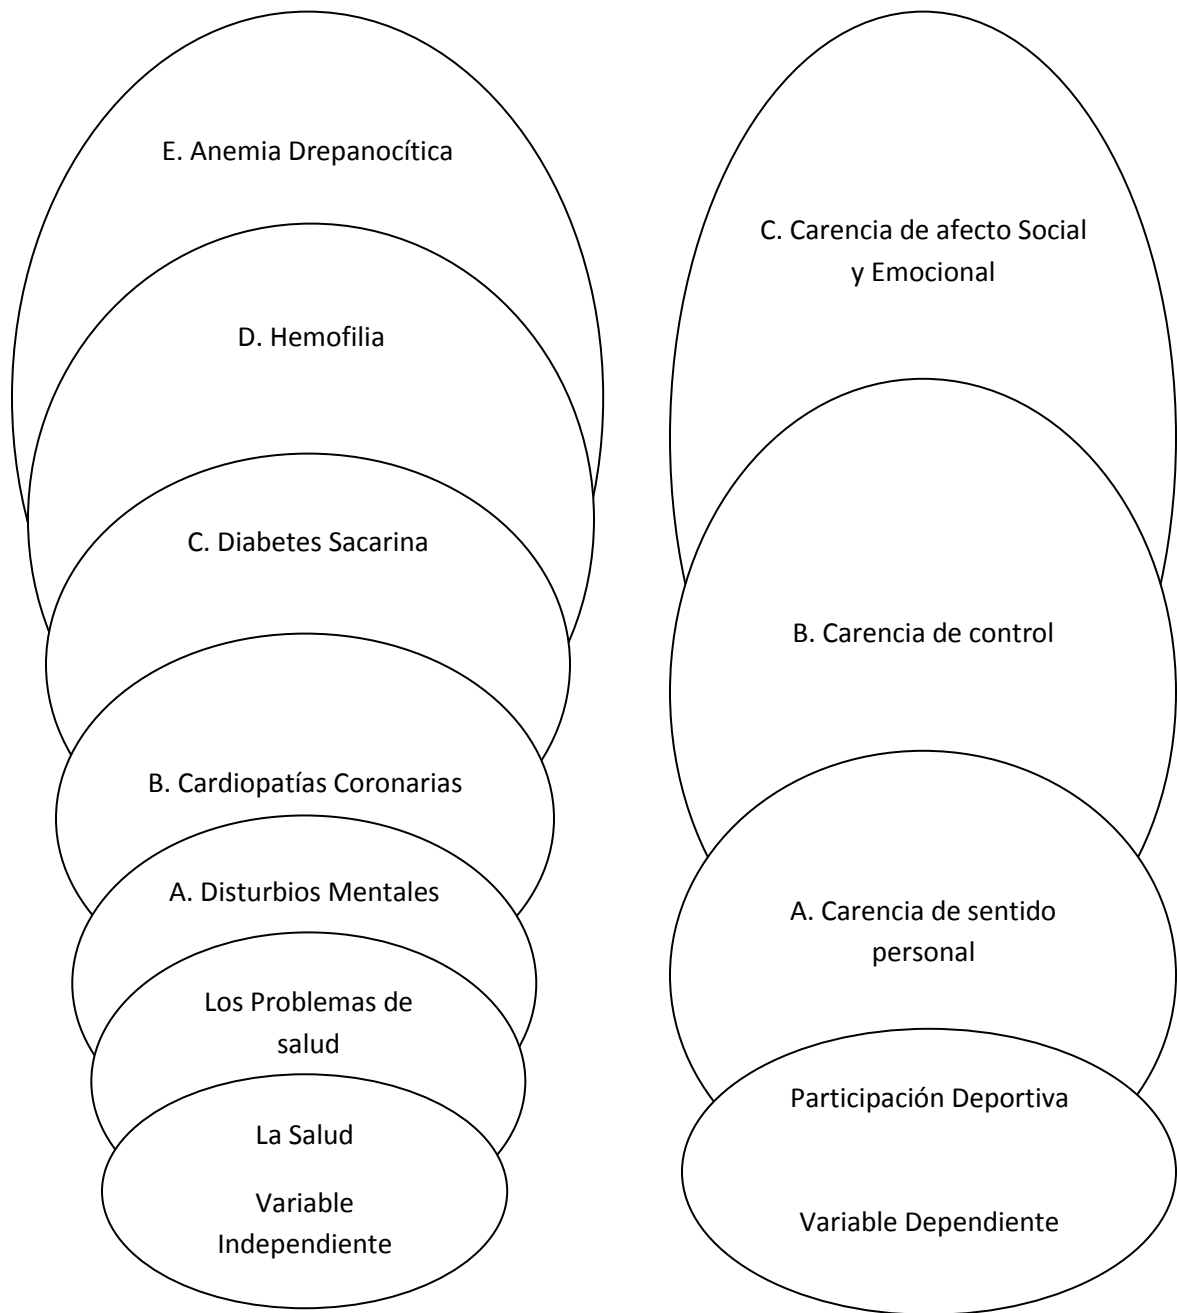 E. Anemia Drepanocítica
D. Hemofilia
C. Diabetes Sacarina
B. Cardiopatías Coronarias
A. Disturbios Mentales
Los Problemas de
salud
La Salud
Variable
Independiente
C. Carencia de afecto Social
y Emocional
B. Carencia de control
A. Carencia de sentido
personal
Participación Deportiva
Variable Dependiente